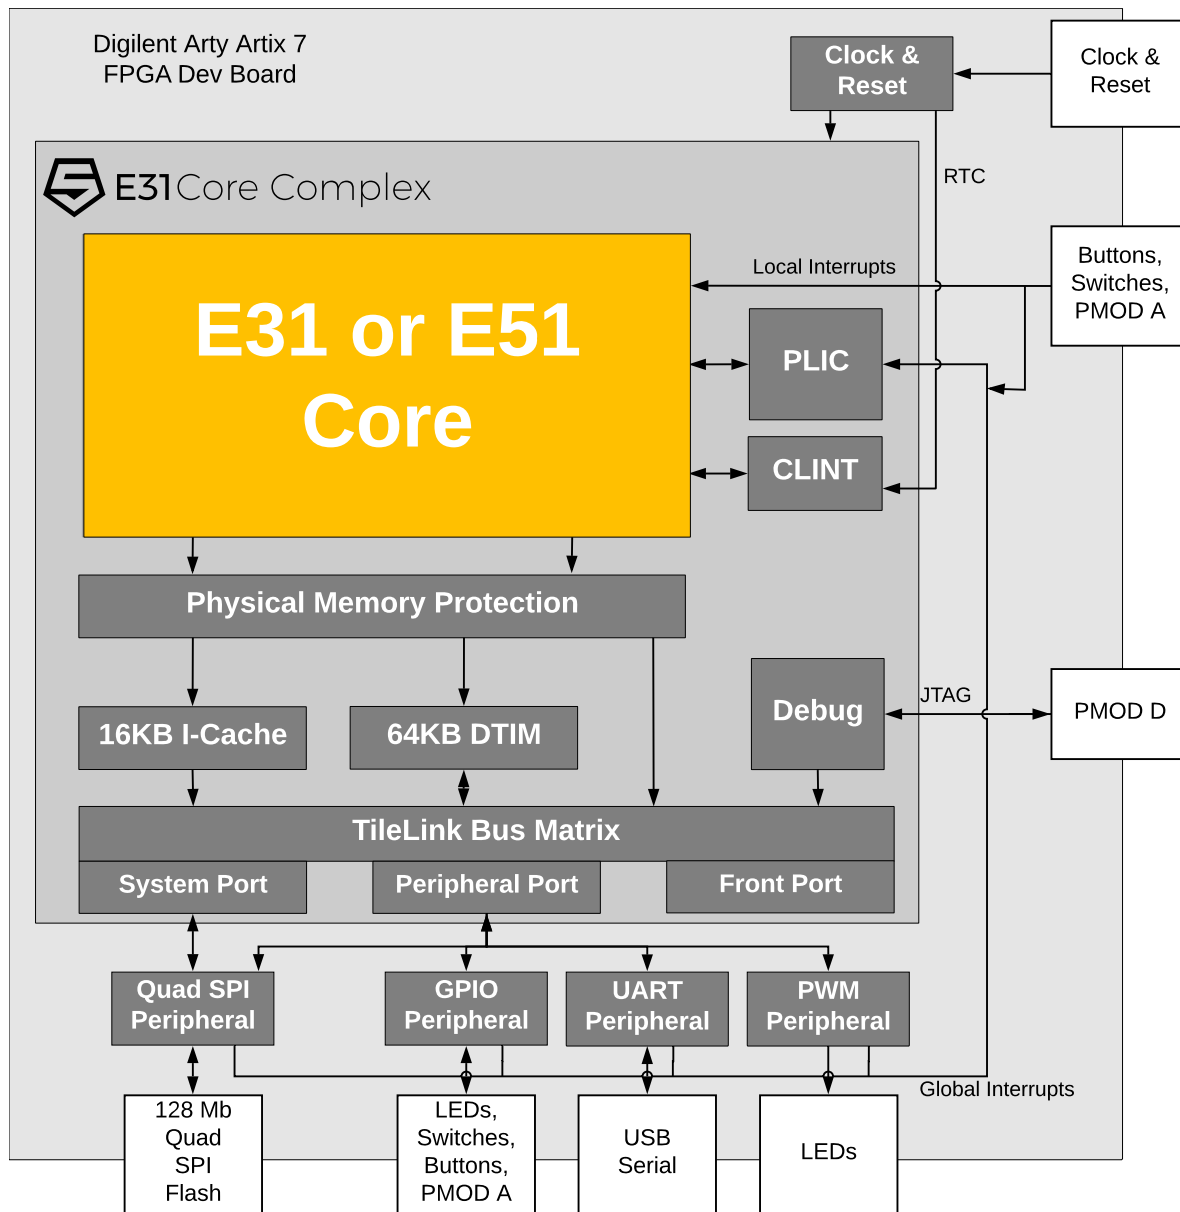 Digilent Arty Artix 7
FPGA Dev Board
Clock &
Reset
Clock &
Reset
E31 Core Complex
RTC
Local Interrupts
Buttons,
Switches,
PMOD A
E31 or E51
Core
PLIC
CLINT
Physical Memory Protection
16KB I-Cache
64KB DTIM
Debug
JTAG
PMOD D
TileLink Bus Matrix
System Port
Peripheral Port
Front Port
Quad SPI
Peripheral
GPIO
Peripheral
UART
Peripheral
PWM
Peripheral
Global Interrupts
128 Mb
Quad
SPI
Flash
LEDs,
Switches,
Buttons,
PMOD A
USB
Serial
LEDs